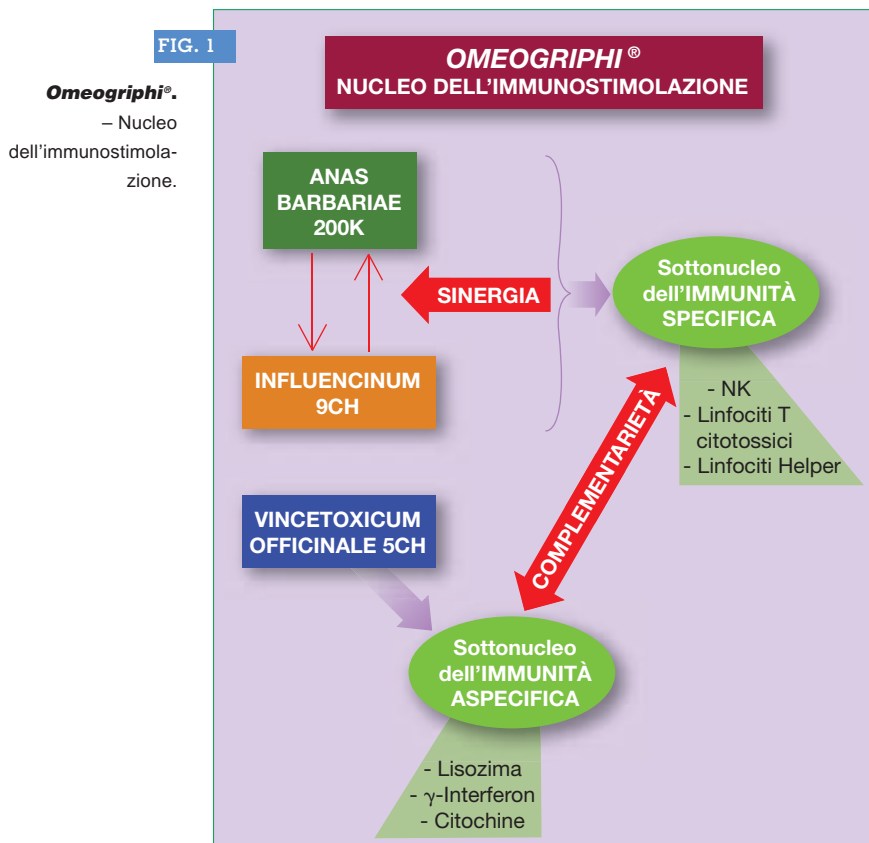 FIG. 1
Omeogriphi®.
– Nucleo
dell'immunostimola-
zione.
OMEOGRIPHI ®
NUCLEO DELL'IMMUNOSTIMOLAZIONE
ANAS
BARBARIAE
200K
SINERGIA
Sottonucleo
dell'IMMUNITÀ
SPECIFICA
INFLUENCINUM
9CH
- NK
- Linfociti T
citotossici
- Linfociti Helper
COMPLEMENTARIETÀ
VINCETOXICUM
OFFICINALE 5CH
Sottonucleo
dell'IMMUNITÀ
ASPECIFICA
- Lisozima
- γ-Interferon
- Citochine